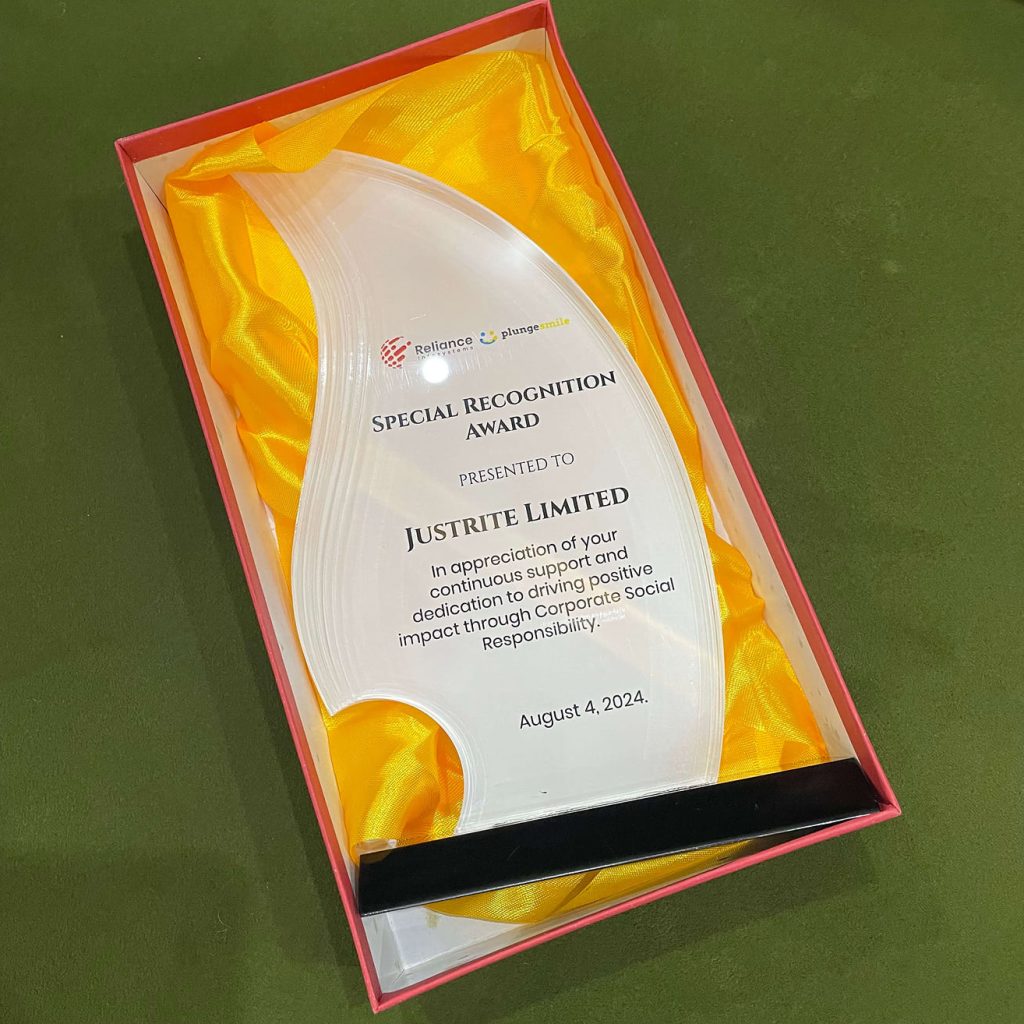 Reliance
infosystems
plungesmile
SPECIAL RECOGNITION
AWARD
PRESENTED TO
JUSTRITE LIMITED
In appreciation of your
continuous support and
dedication to driving positive
impact through Corporate Social
Responsibility.
August 4, 2024.